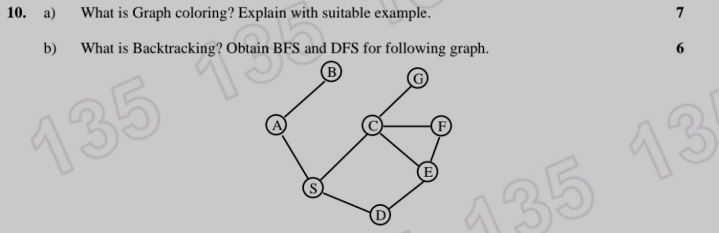 10. a) What is Graph coloring? Explain with suitable example. 7
b) What is Backtracking? Obtain BFS and DFS for following graph. 6
B
G
A
C
F
E
S
D
135
135
135
13